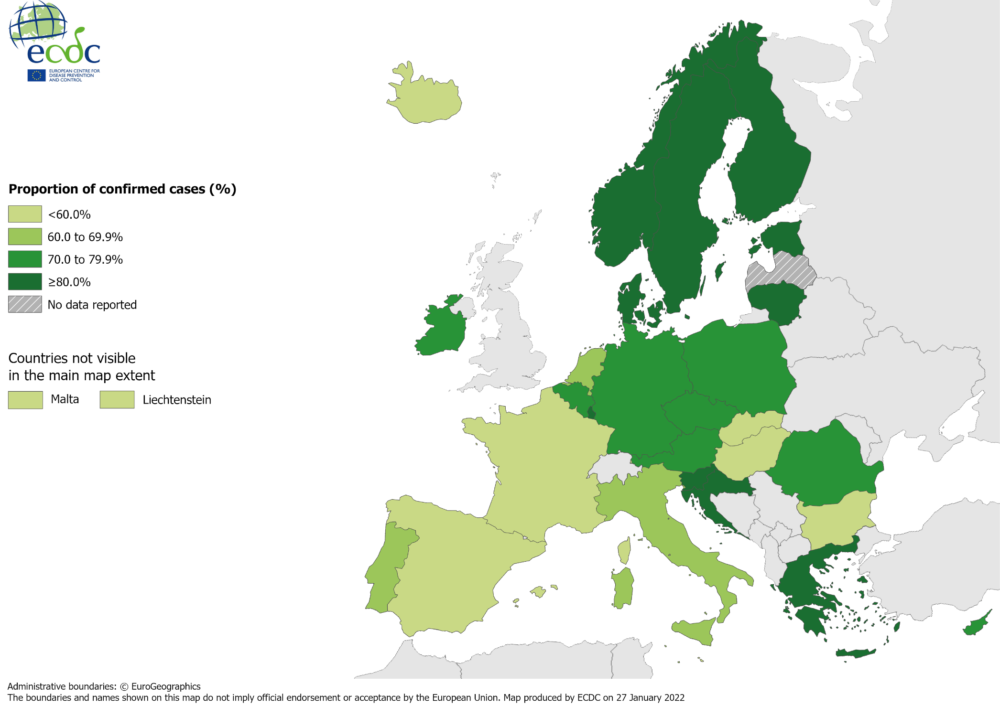 ecdc
EUROPEAN CENTRE FOR
DISEASE PREVENTION
AND CONTROL
Proportion of confirmed cases (%)
<60.0%
60.0 to 69.9%
70.0 to 79.9%
≥80.0%
No data reported
Countries not visible
in the main map extent
Malta
Liechtenstein
Administrative boundaries: © EuroGeographics
The boundaries and names shown on this map do not imply official endorsement or acceptance by the European Union. Map produced by ECDC on 27 January 2022